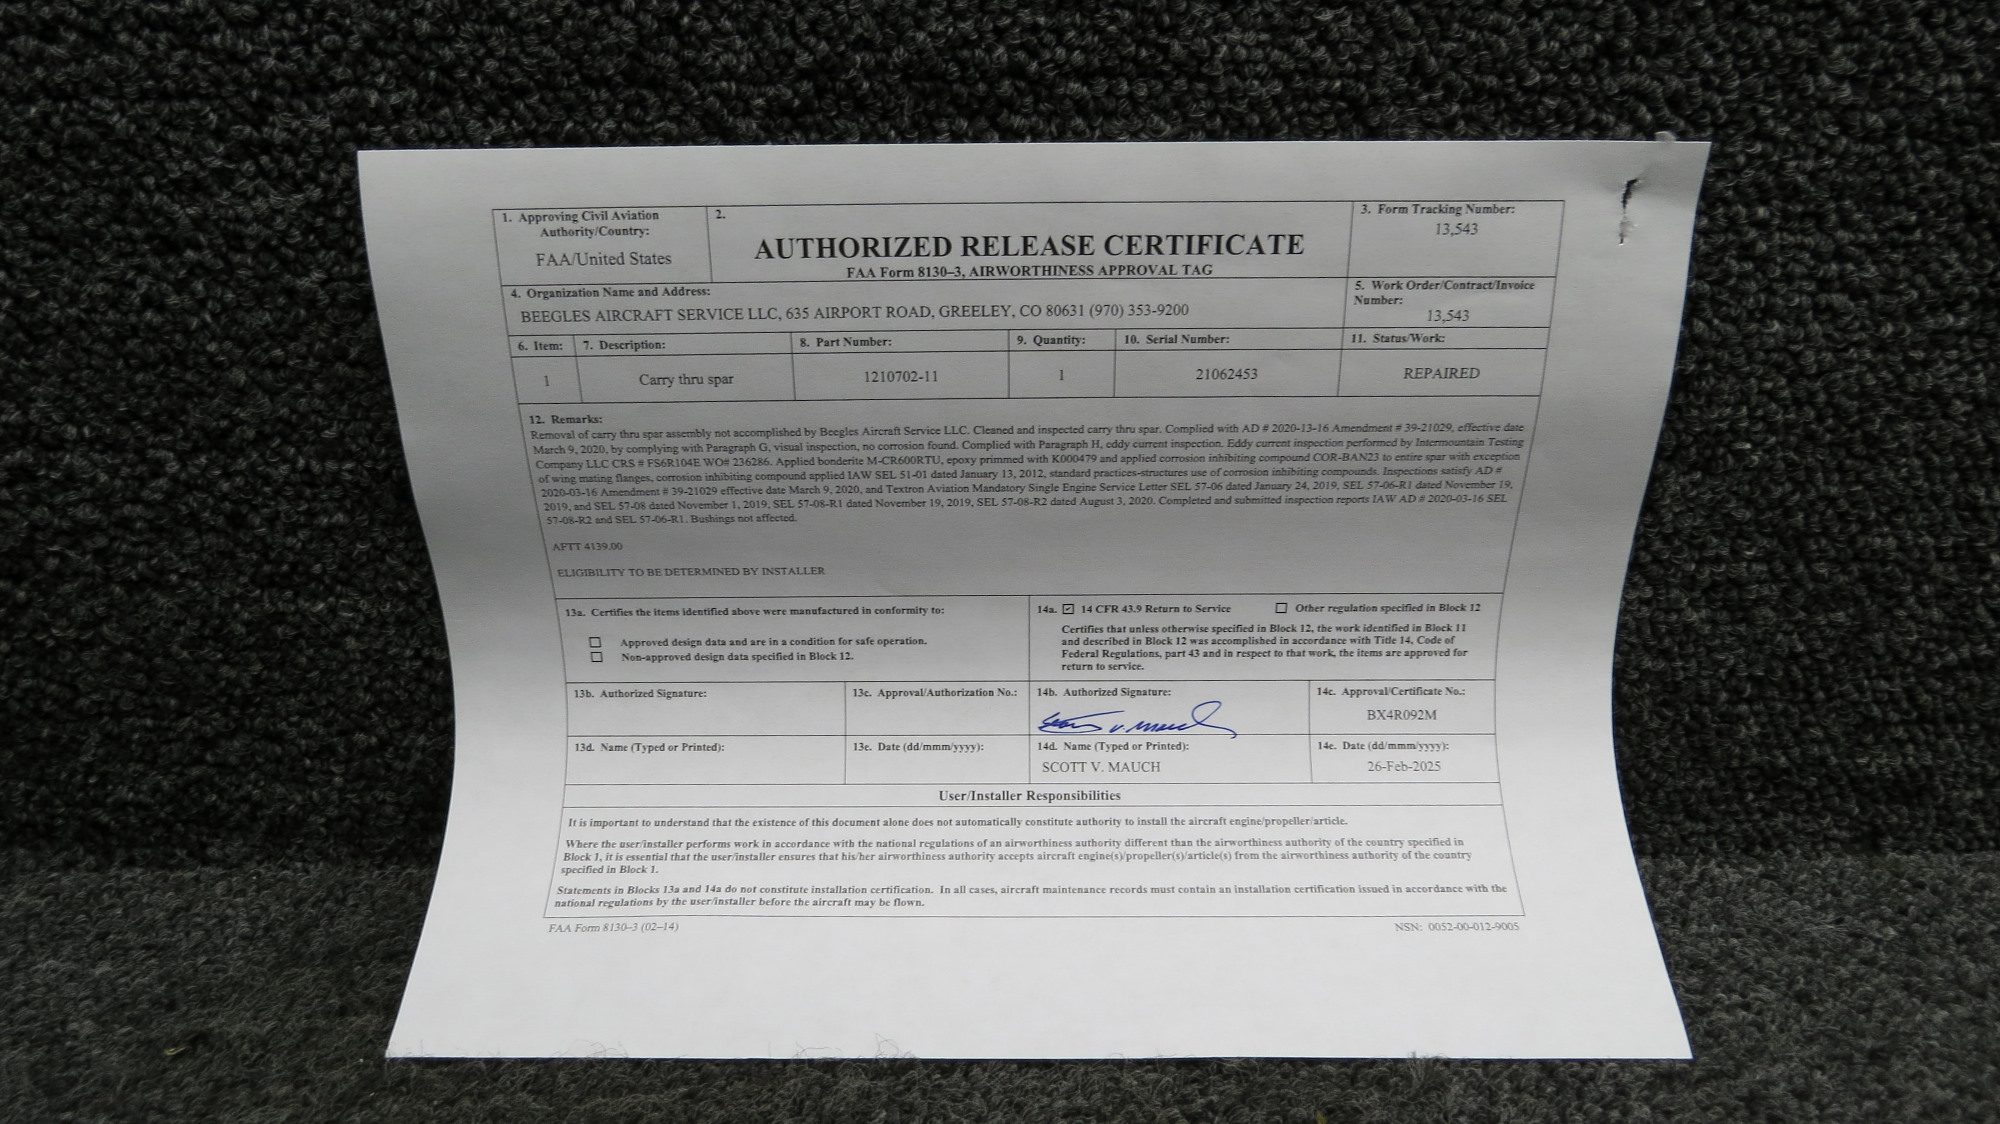 1. Approving Civil Aviation
Authority/Country:
FAA/United States
2.
AUTHORIZED RELEASE CERTIFICATE
FAA Form 8130–3, AIRWORTHINESS APPROVAL TAG
3. Form Tracking Number:
13,543
4. Organization Name and Address:
BEEGLES AIRCRAFT SERVICE LLC, 635 AIRPORT ROAD, GREELEY, CO 80631 (970) 353-9200
5. Work Order/Contract/Invoice
Number:
13,543
6. Item: 7. Description: 8. Part Number: 9. Quantity: 10. Serial Number: 11. Status/Work:
1 Carry thru spar 1210702-11 1 21062453 REPAIRED
12. Remarks:
Removal of carry thru spar assembly not accomplished by Beegles Aircraft Service LLC. Cleaned and inspected carry thru spar. Complied with AD # 2020-13-16 Amendment # 39-21029, effective date
March 9, 2020, by complying with Paragraph G, visual inspection, no corrosion found. Complied with Paragraph H, eddy current inspection. Eddy current inspection performed by Intermountain Testing
Company LLC CRS # FS6R104E WO# 236286. Applied bonderite M-CR600RTU, epoxy primmed with K000479 and applied corrosion inhibiting compound COR-BAN23 to entire spar with exception
of wing mating flanges, corrosion inhibiting compound applied IAW SEL 51-01 dated January 13, 2012, standard practices-structures use of corrosion inhibiting compounds. Inspections satisfy AD #
2020-03-16 Amendment # 39-21029 effective date March 9, 2020, and Textron Aviation Mandatory Single Engine Service Letter SEL 57-06 dated January 24, 2019, SEL 57-06-R1 dated November 19,
2019, and SEL 57-08 dated November 1, 2019, SEL 57-08-R1 dated November 19, 2019, SEL 57-08-R2 dated August 3, 2020. Completed and submitted inspection reports IAW AD # 2020-03-16 SEL
57-08-R2 and SEL 57-06-R1. Bushings not affected.
AFTT 4139.00
ELIGIBILITY TO BE DETERMINED BY INSTALLER
13a. Certifies the items identified above were manufactured in conformity to:
☐ Approved design data and are in a condition for safe operation.
☐ Non-approved design data specified in Block 12.
14a. ☑ 14 CFR 43.9 Return to Service ☐ Other regulation specified in Block 12
Certifies that unless otherwise specified in Block 12, the work identified in Block 11
and described in Block 12 was accomplished in accordance with Title 14, Code of
Federal Regulations, part 43 and in respect to that work, the items are approved for
return to service.
13b. Authorized Signature: 13c. Approval/Authorization No.: 14b. Authorized Signature: 14c. Approval/Certificate No.:
Scott V. Mauch BX4R092M
13d. Name (Typed or Printed): 13e. Date (dd/mmm/yyyy): 14d. Name (Typed or Printed): 14e. Date (dd/mmm/yyyy):
SCOTT V. MAUCH 26-Feb-2025
User/Installer Responsibilities
It is important to understand that the existence of this document alone does not automatically constitute authority to install the aircraft engine/propeller/article.
Where the user/installer performs work in accordance with the national regulations of an airworthiness authority different than the airworthiness authority of the country specified in
Block 1, it is essential that the user/installer ensures that his/her airworthiness authority accepts aircraft engine(s)/propeller(s)/article(s) from the airworthiness authority of the country
specified in Block 1.
Statements in Blocks 13a and 14a do not constitute installation certification. In all cases, aircraft maintenance records must contain an installation certification issued in accordance with the
national regulations by the user/installer before the aircraft may be flown.
FAA Form 8130–3 (02–14) NSN: 0052-00-012-9005